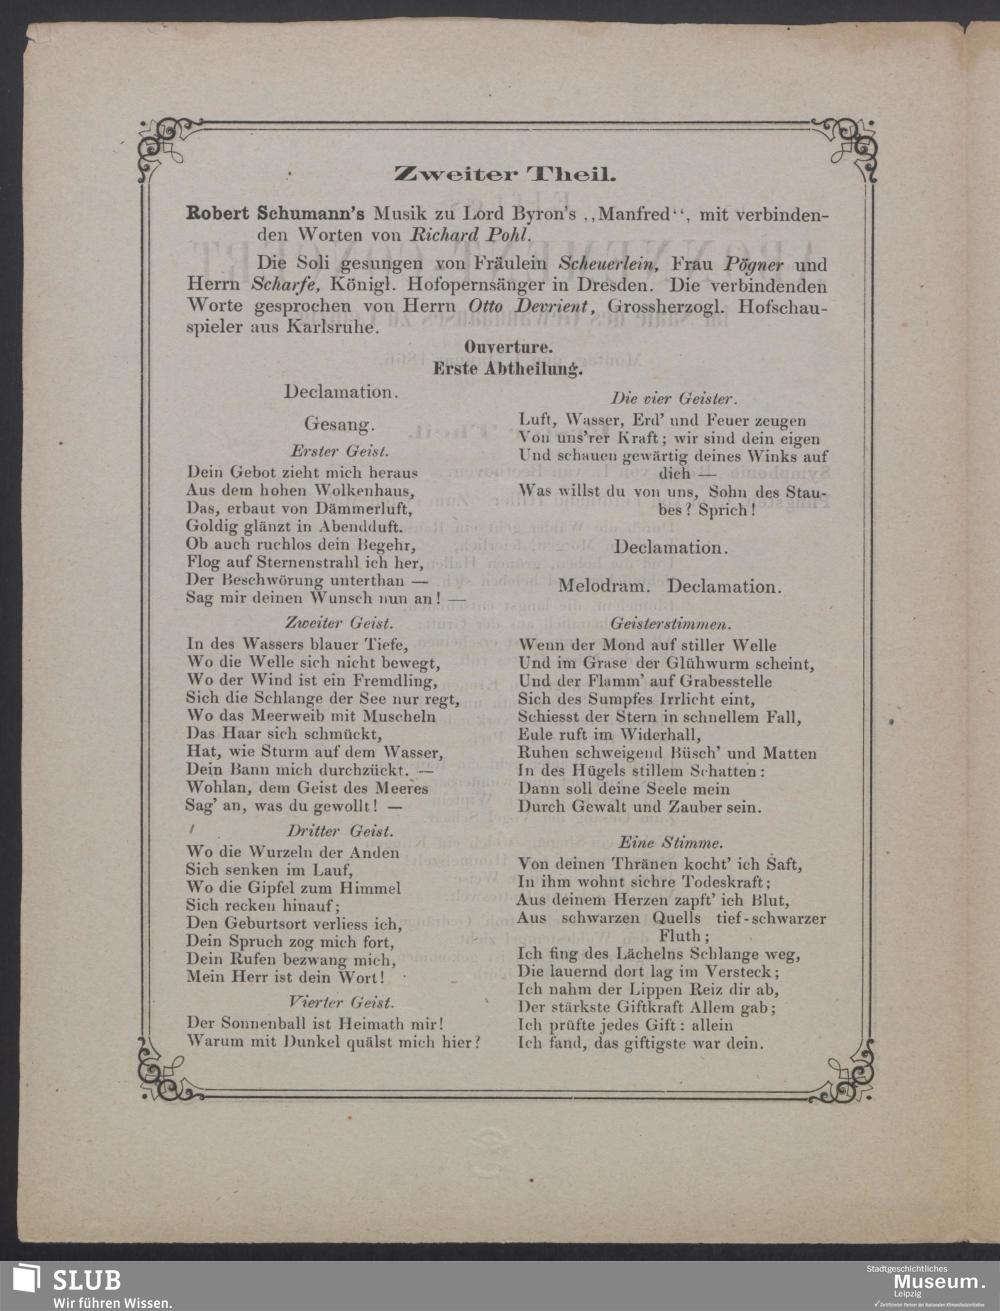 Zweiter Theil.
Robert Schumann's Musik zu Lord Byron's ,,Manfred“, mit verbinden-
den Worten von Richard Pohl.
Die Soli gesungen von Fräulein Scheuerlein, Frau Pögner und
Herrn Scharfe, Königl. Hofopernsänger in Dresden. Die verbindenden
Worte gesprochen von Herrn Otto Devrient, Grossherzogl. Hofschau-
spieler aus Karlsruhe.
Ouverture.
Erste Abtheilung.
Declamation.
Gesang.
Erster Geist.
Dein Gebot zieht mich heraus
Aus dem hohen Wolkenhaus,
Das, erbaut von Dämmerluft,
Goldig glänzt in Abendduft.
Ob auch ruchlos dein Begehr,
Flog auf Sternenstrahl ich her,
Der Beschwörung unterthan —
Sag mir deinen Wunsch nun an! —
Zweiter Geist.
In des Wassers blauer Tiefe,
Wo die Welle sich nicht bewegt,
Wo der Wind ist ein Fremdling,
Sich die Schlange der See nur regt,
Wo das Meerweib mit Muscheln
Das Haar sich schmückt,
Hat, wie Sturm auf dem Wasser,
Dein Bann mich durchzückt. —
Wohlan, dem Geist des Meeres
Sag' an, was du gewollt! —
Dritter Geist.
Wo die Wurzeln der Anden
Sich senken im Lauf,
Wo die Gipfel zum Himmel
Sich recken hinauf;
Den Geburtsort verliess ich,
Dein Spruch zog mich fort,
Dein Rufen bezwang mich,
Mein Herr ist dein Wort!
Vierter Geist.
Der Sonnenball ist Heimath mir!
Warum mit Dunkel quälst mich hier?
Die vier Geister.
Luft, Wasser, Erd' und Feuer zeugen
Von uns'rer Kraft; wir sind dein eigen
Und schauen gewärtig deines Winks auf
dich —
Was willst du von uns, Sohn des Stau-
bes? Sprich!
Declamation.
Melodram. Declamation.
Geisterstimmen.
Wenn der Mond auf stiller Welle
Und im Grase der Glühwurm scheint,
Und der Flamm' auf Grabesstelle
Sich des Sumpfes Irrlicht eint,
Schiesst der Stern in schnellem Fall,
Eule ruft im Widerhall,
Ruhen schweigend Büsch' und Matten
In des Hügels stillem Schatten:
Dann soll deine Seele mein
Durch Gewalt und Zauber sein.
Eine Stimme.
Von deinen Thränen kocht' ich Saft,
In ihm wohnt sichre Todeskraft;
Aus deinem Herzen zapft' ich Blut,
Aus schwarzen Quells tief-schwarzer
Fluth;
Ich fing des Lächelns Schlange weg,
Die lauernd dort lag im Versteck;
Ich nahm der Lippen Reiz dir ab,
Der stärkste Giftkraft Allem gab;
Ich prüfte jedes Gift: allein
Ich fand, das giftigste war dein.
SLUB
Wir führen Wissen.
Stadtgeschichtliches
Museum.
Leipzig
Zertifizierter Partner der Nationalen Klimaschutzinitiative